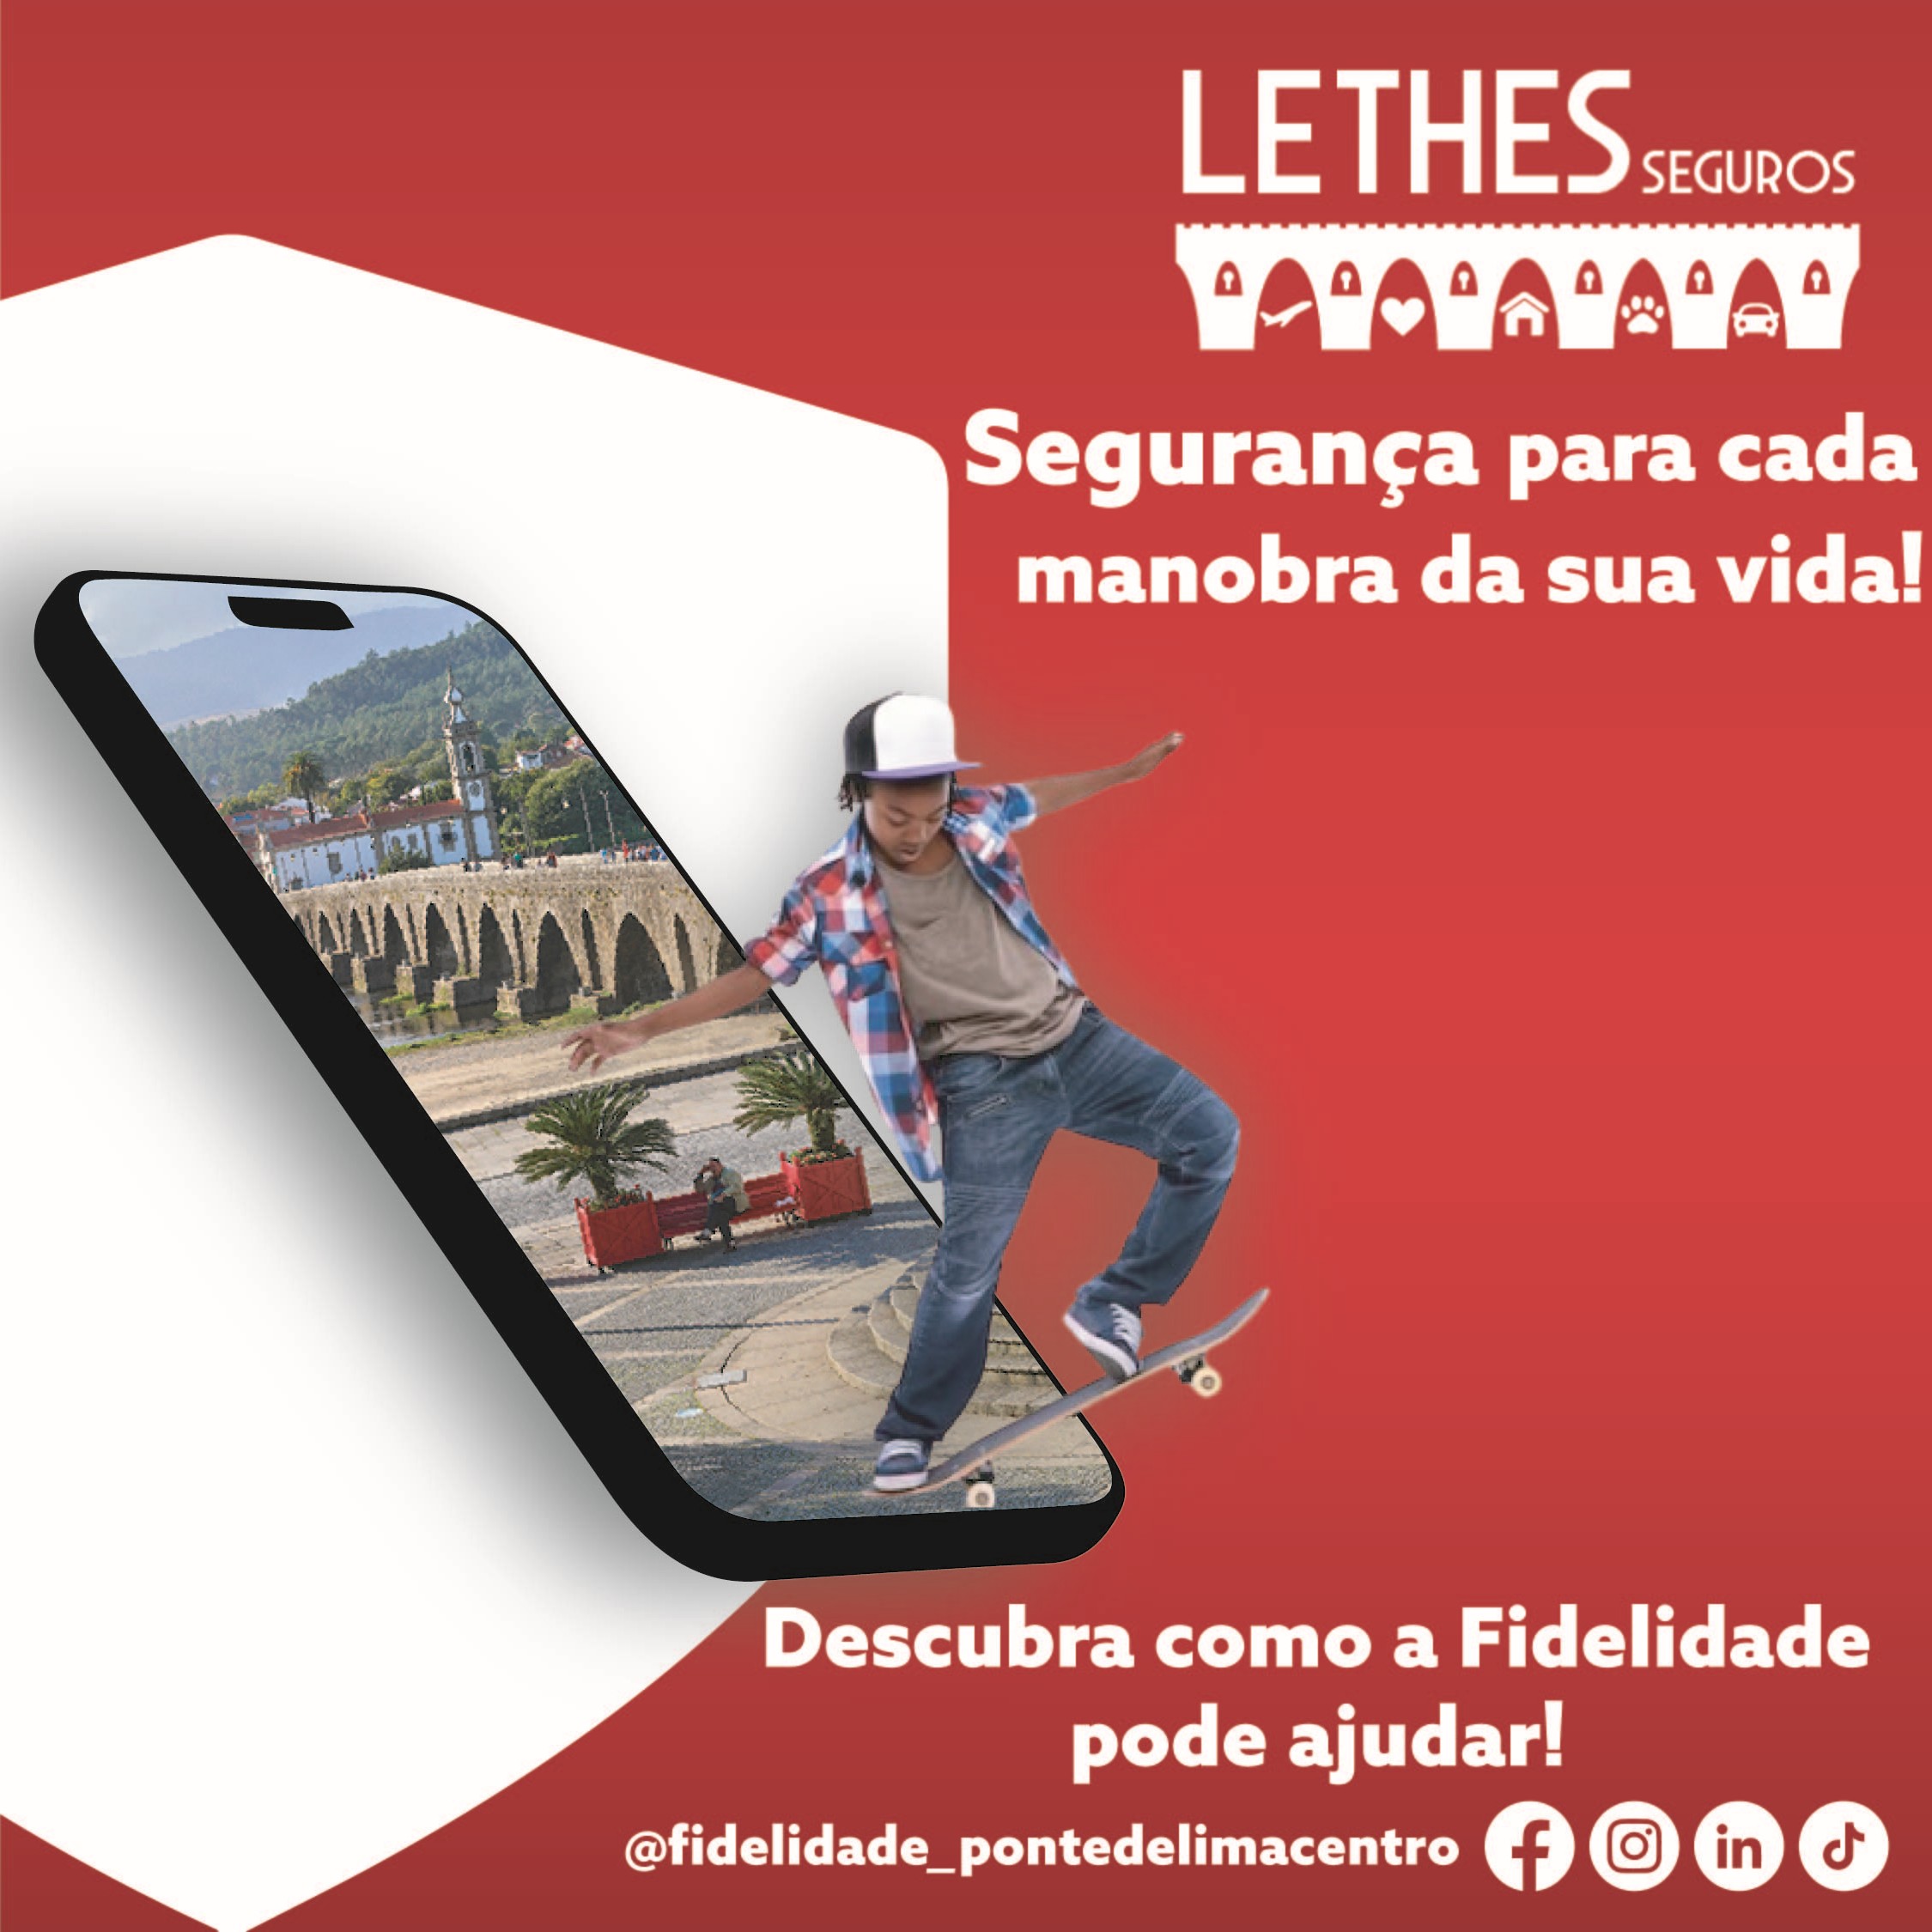 LETHES SEGUROS
Segurança para cada
manobra da sua vida!
Descubra como a Fidelidade
pode ajudar!
@fidelidade_pontedelimacentro